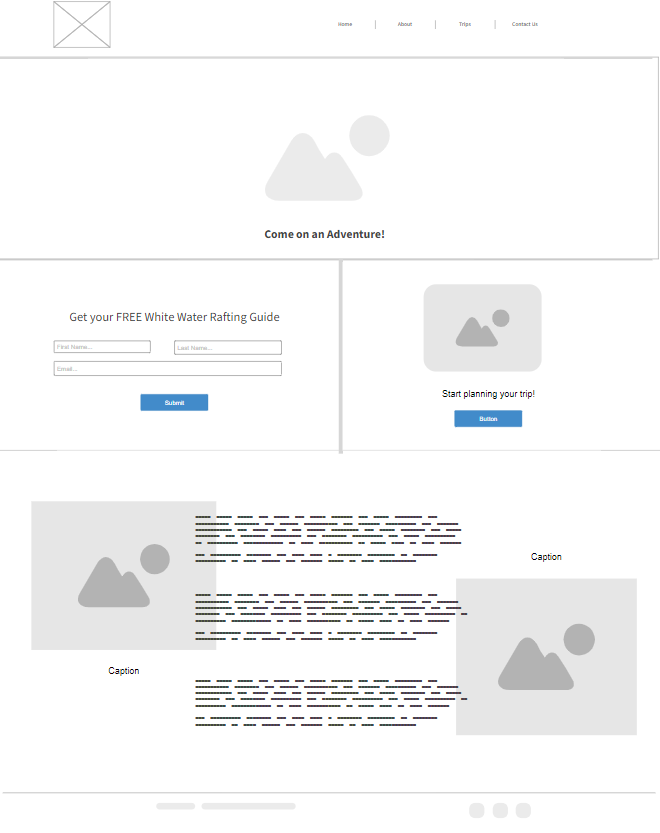 Home
About
Trips
Contact Us
Come on an Adventure!
Get your FREE White Water Rafting Guide
First Name...
Last Name...
Email...
Submit
Start planning your trip!
Button
Caption
Caption